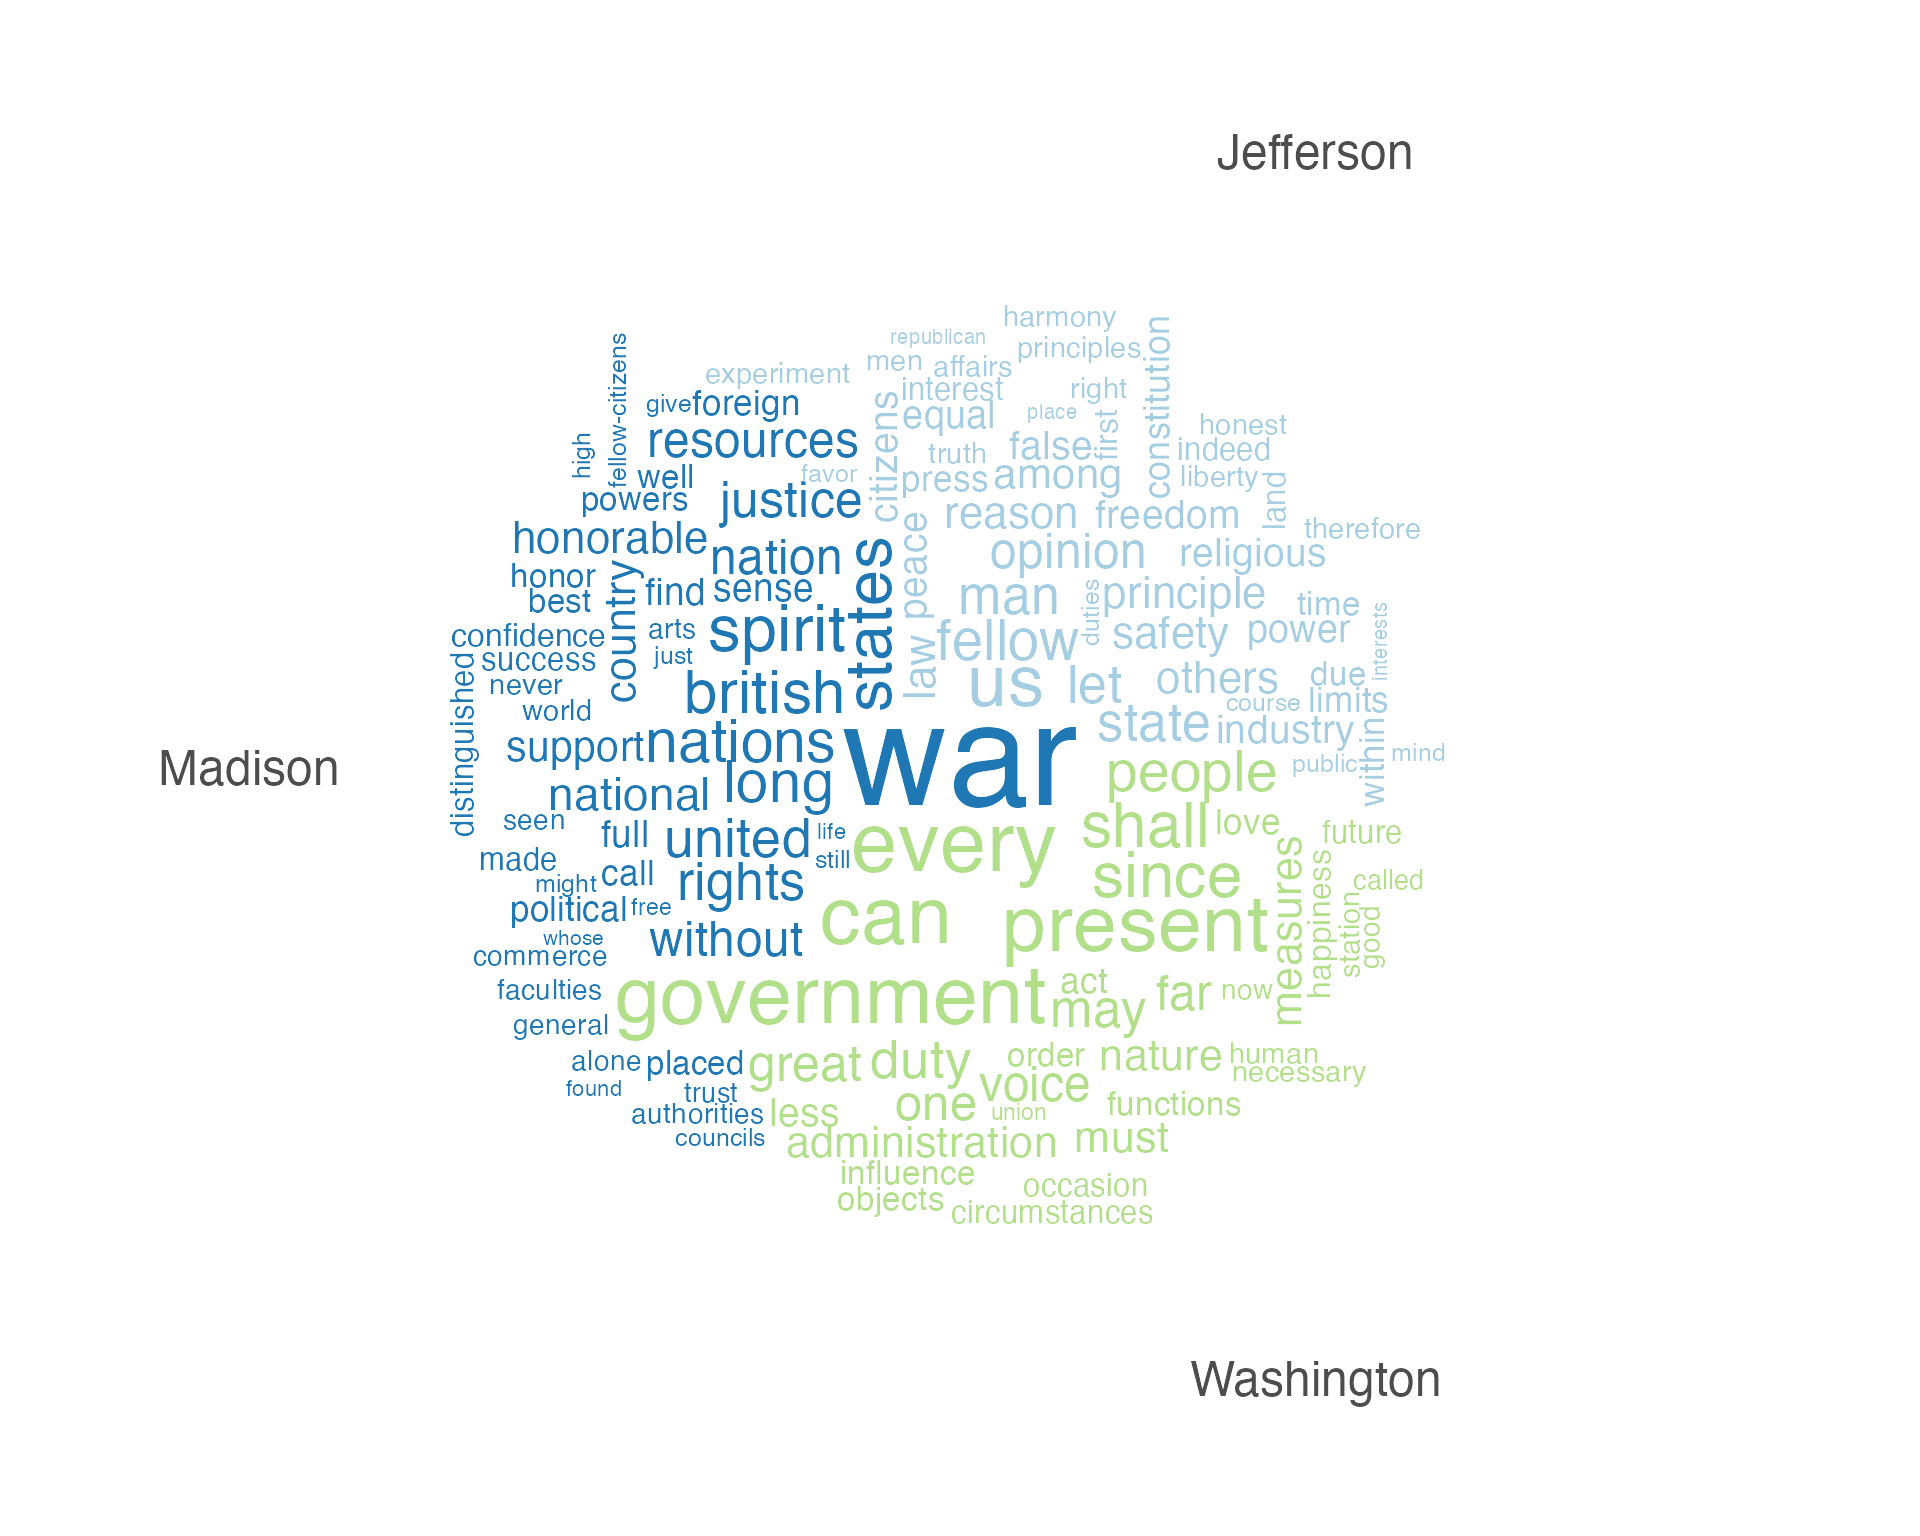 Jefferson
harmony
republican
principles
men
affairs
experiment
interest
right
fellow-citizens
give
foreign
citizens
equal
place
first
constitution
honest
resources
truth
false
indeed
high
well
favor
press
among
liberty
land
powers
justice
reason
freedom
therefore
honorable
nation
states
peace
opinion
religious
honor
country
find
sense
man
duties
principle
time
interests
best
confidence
arts
spirit
law
fellow
safety
power
success
just
us
let
others
due
distinguished
never
british
course
limits
world
state
industry
within
support
nations
war
mind
Madison
long
people
public
national
seen
full
united
life
every
shall
love
measures
future
made
call
still
since
happiness
station
called
might
rights
political
free
can
present
good
whose
without
commerce
faculties
government
act
far
now
general
may
alone
placed
great
duty
order
nature
human
found
trust
voice
necessary
authorities
less
one
union
functions
councils
administration
must
influence
occasion
objects
circumstances
Washington